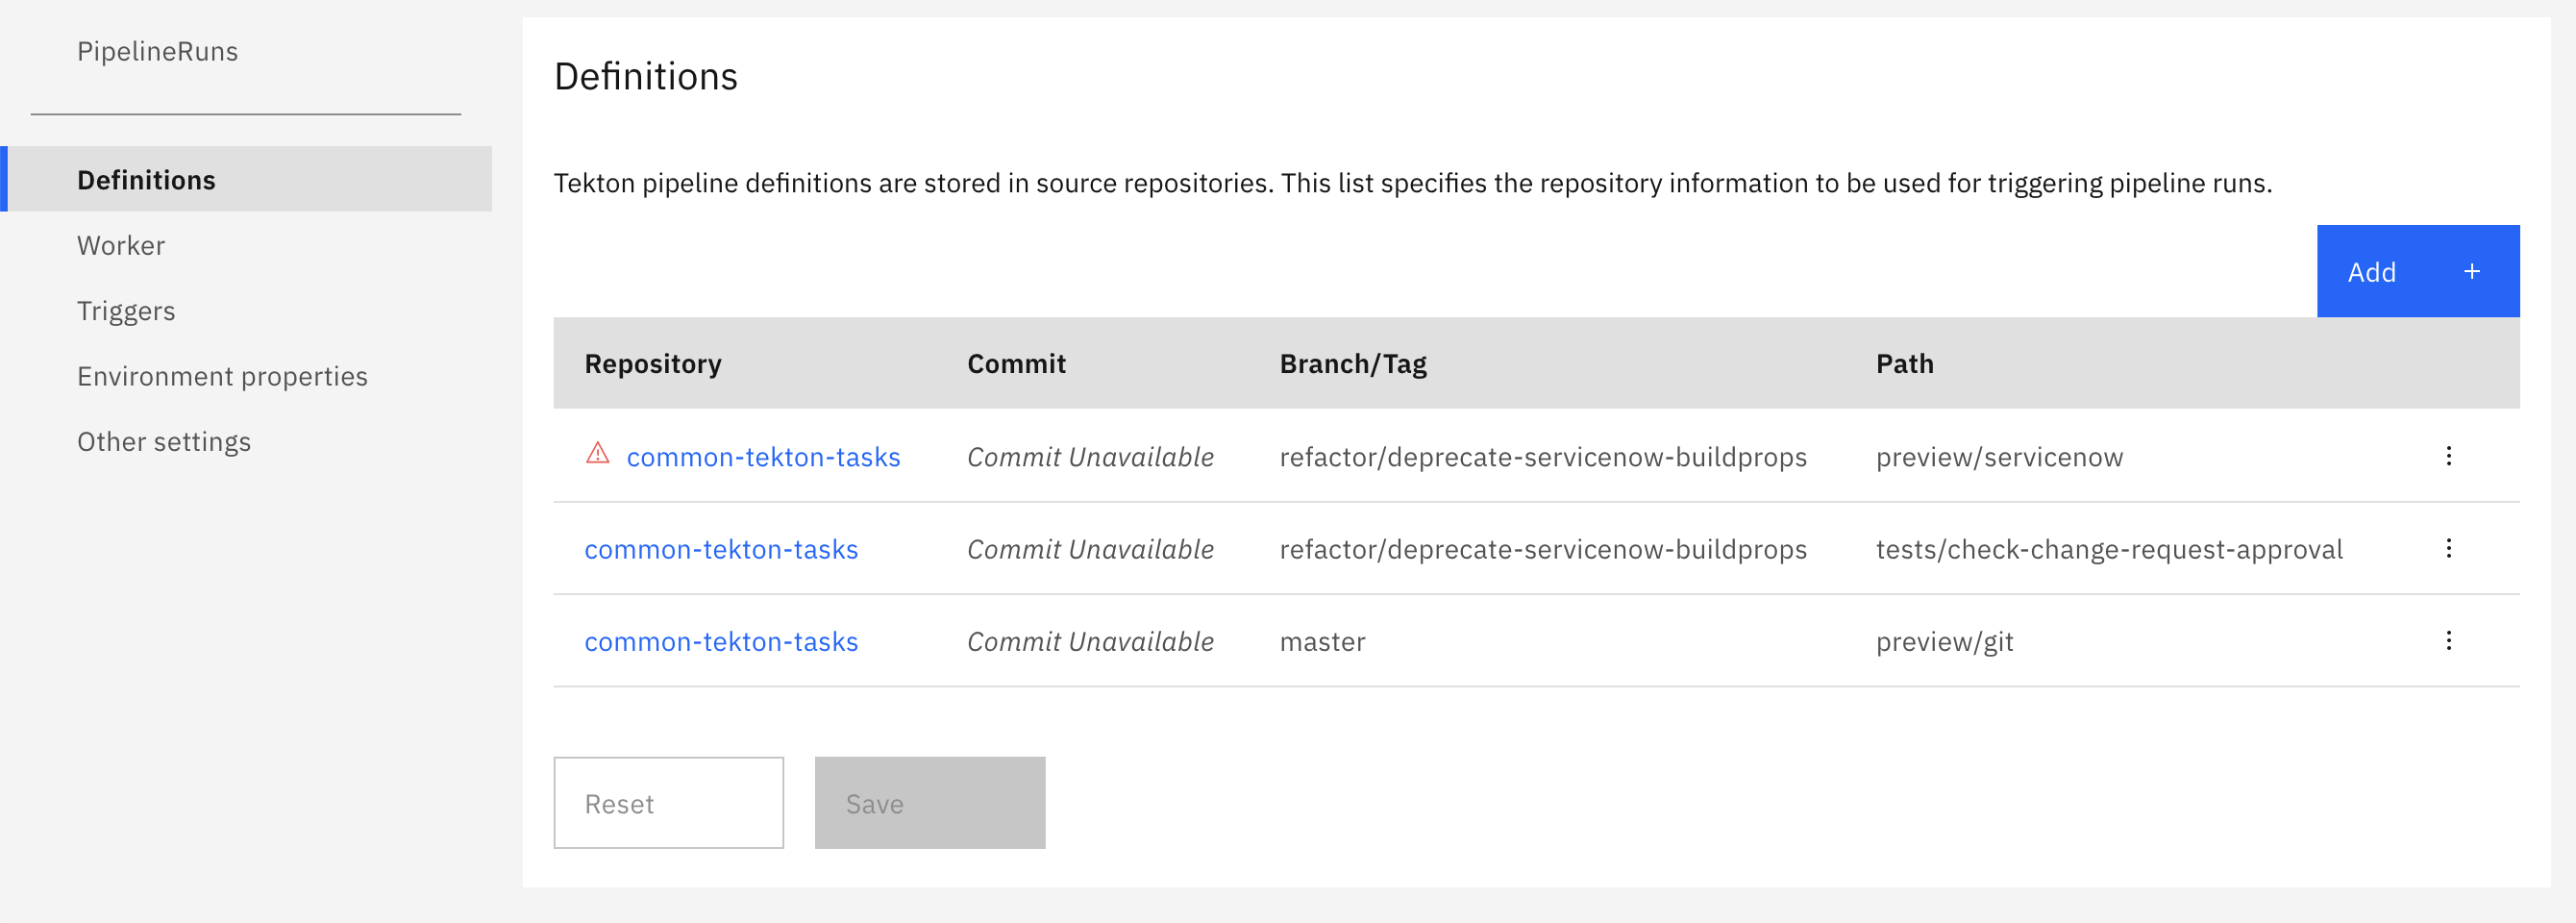 PipelineRuns
Definitions
Worker
Triggers
Environment properties
Other settings
Definitions
Tekton pipeline definitions are stored in source repositories. This list specifies the repository information to be used for triggering pipeline runs.
Add +
Repository Commit Branch/Tag Path
common-tekton-tasks Commit Unavailable refactor/deprecate-servicenow-buildprops preview/servicenow
common-tekton-tasks Commit Unavailable refactor/deprecate-servicenow-buildprops tests/check-change-request-approval
common-tekton-tasks Commit Unavailable master preview/git
Reset Save